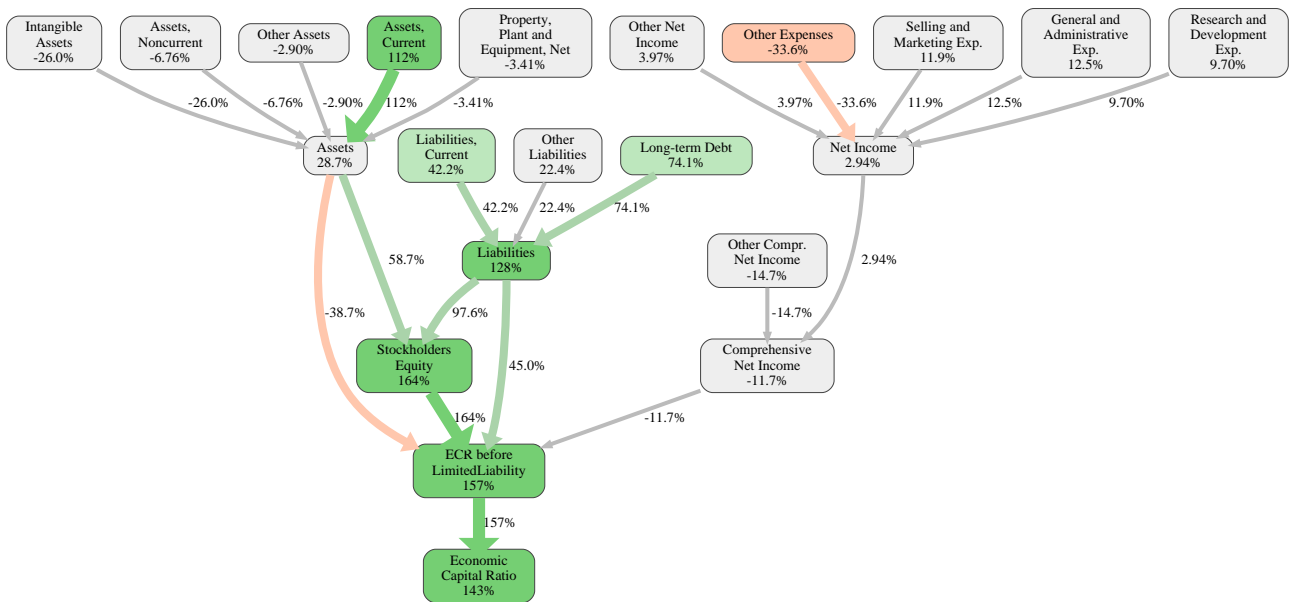 Intangible
Assets
-26.0%
Assets,
Noncurrent
-6.76%
Other Assets
-2.90%
Assets,
Current
112%
Property,
Plant and
Equipment, Net
-3.41%
Other Net
Income
3.97%
Other Expenses
-33.6%
Selling and
Marketing Exp.
11.9%
General and
Administrative
Exp.
12.5%
Research and
Development
Exp.
9.70%
-26.0%
-6.76%
-2.90%
112%
-3.41%
3.97%
-33.6%
11.9%
12.5%
9.70%
Assets
28.7%
Liabilities,
Current
42.2%
Other
Liabilities
22.4%
Long-term Debt
74.1%
Net Income
2.94%
42.2%
22.4%
74.1%
58.7%
Liabilities
128%
Other Compr.
Net Income
-14.7%
2.94%
-38.7%
97.6%
-14.7%
Stockholders
Equity
164%
45.0%
Comprehensive
Net Income
-11.7%
164%
-11.7%
ECR before
LimitedLiability
157%
157%
Economic
Capital Ratio
143%